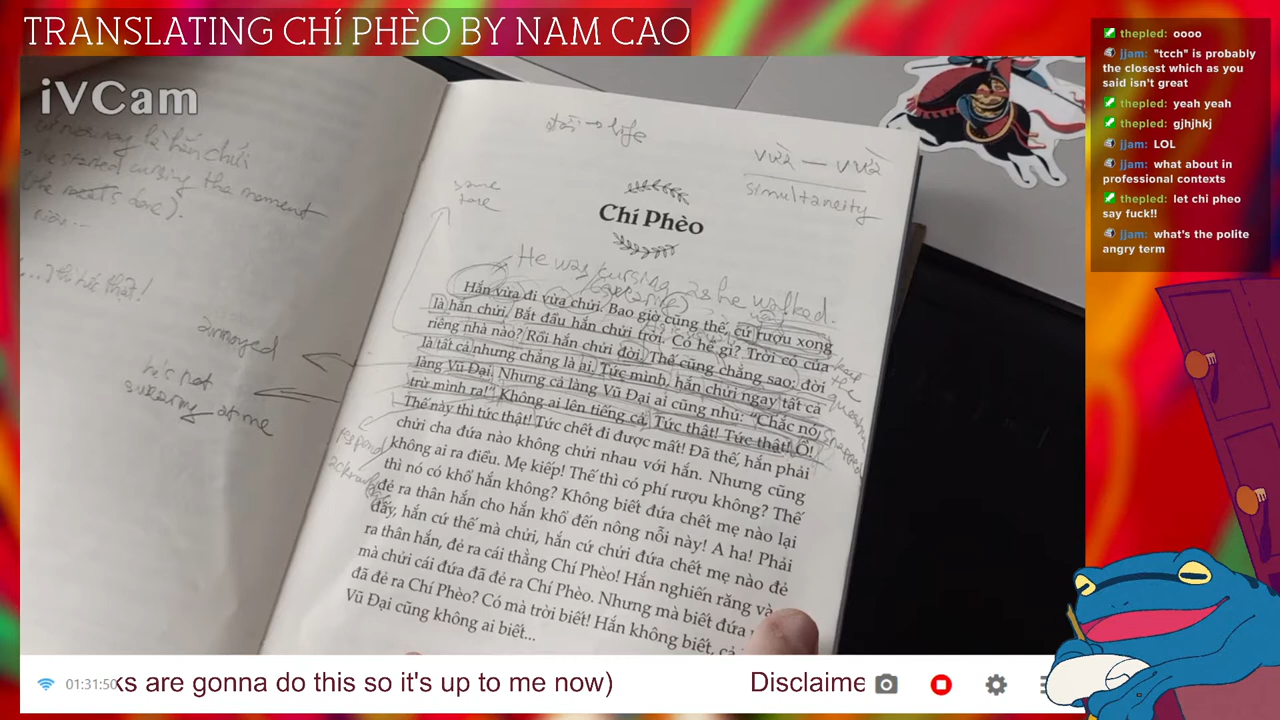 TRANSLATING CHÍ PHÈO BY NAM CAO
iVCam
là hắn chửi
he started cursing the moment
annoyed
he's not
swearing at me
đời → life
vừa — vừa
simultaneity
same
Chí Phèo
He was cursing as he walked.
Hắn vừa đi vừa chửi. Bao giờ cũng thế, cứ rượu xong
là hắn chửi. Bắt đầu hắn chửi trời. Có hề gì? Trời có của
riêng nhà nào? Rồi hắn chửi đời. Thế cũng chẳng sao: đời
là tất cả nhưng chẳng là ai. Tức mình, hắn chửi ngay tất cả
làng Vũ Đại. Nhưng cả làng Vũ Đại ai cũng nhủ: "Chắc nó
trừ mình ra!" Không ai lên tiếng cả. Tức thật! Tức thật! Ồ!
Thế này thì tức thật! Tức chết đi được mất! Đã thế, hắn phải
chửi cha đứa nào không chửi nhau với hắn. Nhưng cũng
không ai ra điều. Mẹ kiếp! Thế thì có phí rượu không? Thế
thì nó có khổ hắn không? Không biết đứa chết mẹ nào lại
đẻ ra thân hắn cho hắn khổ đến nông nỗi này! A ha! Phải
đấy, hắn cứ thế mà chửi, hắn cứ chửi đứa chết mẹ nào đẻ
ra thân hắn, đẻ ra cái thằng Chí Phèo! Hắn nghiến răng và
mà chửi cái đứa đã đẻ ra Chí Phèo. Nhưng mà biết đứa
đã đẻ ra Chí Phèo? Có mà trời biết! Hắn không biết, cả
Vũ Đại cũng không ai biết...
01:31:50
ks are gonna do this so it's up to me now)
Disclaime
thepled: oooo
jjam: "tcch" is probably
the closest which as you
said isn't great
thepled: yeah yeah
thepled: gjhjhkj
jjam: LOL
jjam: what about in
professional contexts
thepled: let chi pheo
say fuck!!
jjam: what's the polite
angry term